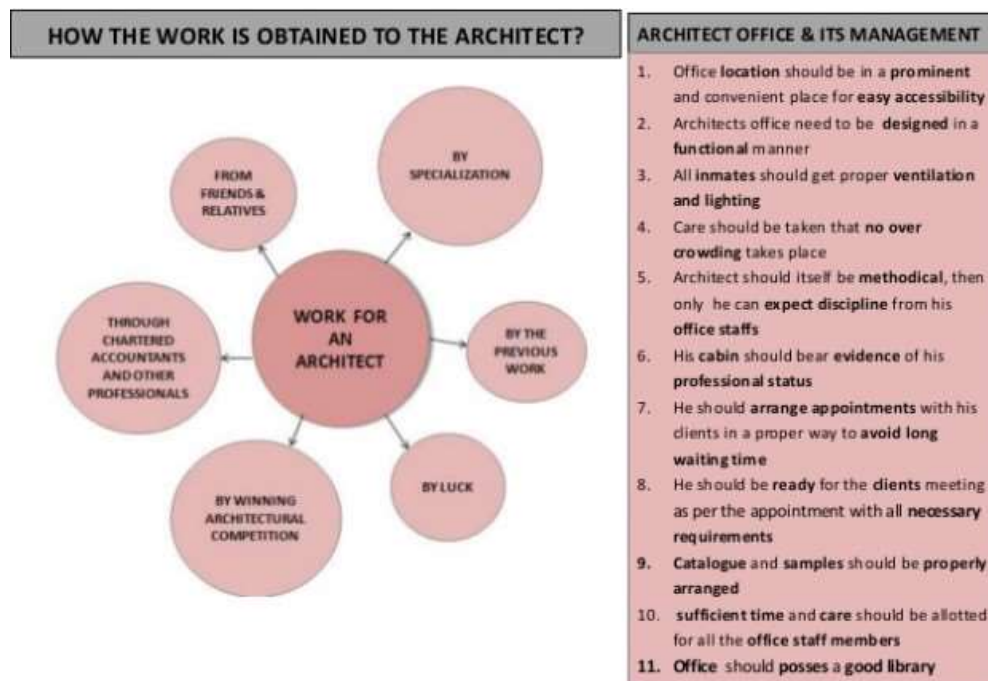 HOW THE WORK IS OBTAINED TO THE ARCHITECT?
FROM
FRIENDS &
RELATIVES
BY
SPECIALIZATION
THROUGH
CHARTERED
ACCOUNTANTS
AND OTHER
PROFESSIONALS
WORK FOR
AN
ARCHITECT
BY THE
PREVIOUS
WORK
BY WINNING
ARCHITECTURAL
COMPETITION
BY LUCK
ARCHITECT OFFICE & ITS MANAGEMENT
1. Office location should be in a prominent
and convenient place for easy accessibility
2. Architects office need to be designed in a
functional manner
3. All inmates should get proper ventilation
and lighting
4. Care should be taken that no over
crowding takes place
5. Architect should itself be methodical, then
only he can expect discipline from his
office staffs
6. His cabin should bear evidence of his
professional status
7. He should arrange appointments with his
clients in a proper way to avoid long
waiting time
8. He should be ready for the clients meeting
as per the appointment with all necessary
requirements
9. Catalogue and samples should be properly
arranged
10. sufficient time and care should be allotted
for all the office staff members
11. Office should posses a good library